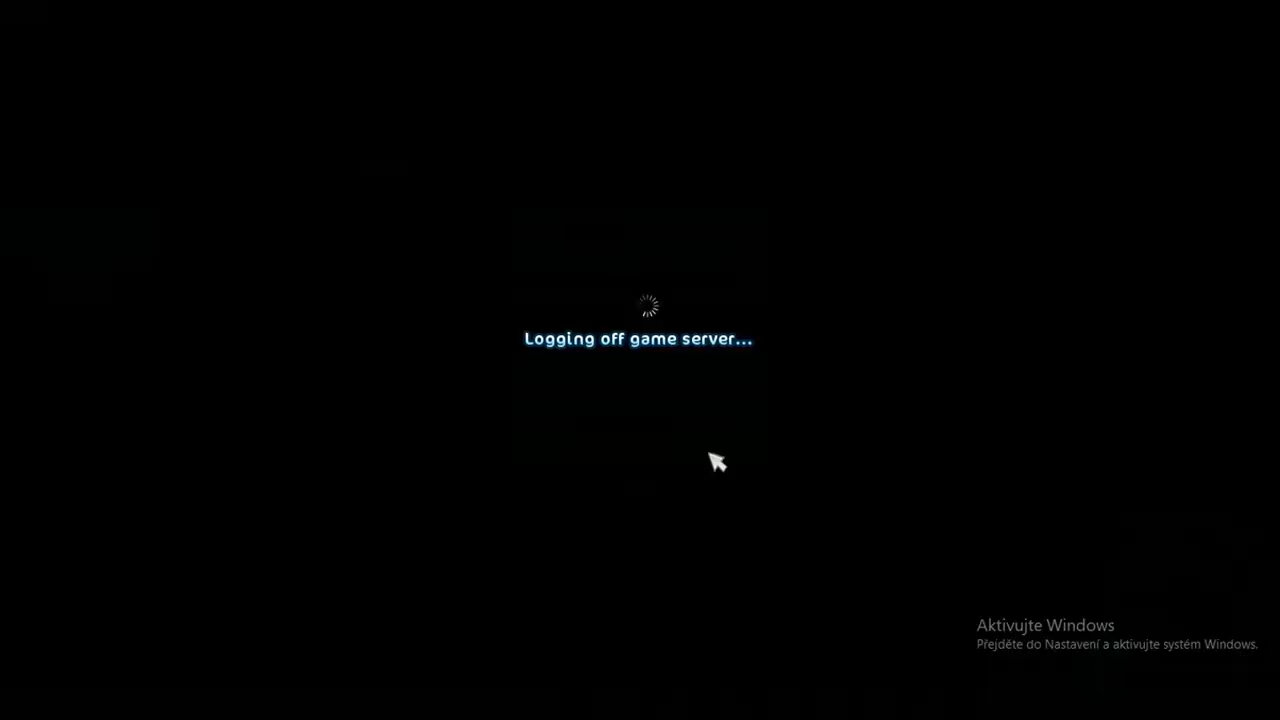 Logging off game server...
Aktivujte Windows
Přejděte do Nastavení a aktivujte systém Windows.